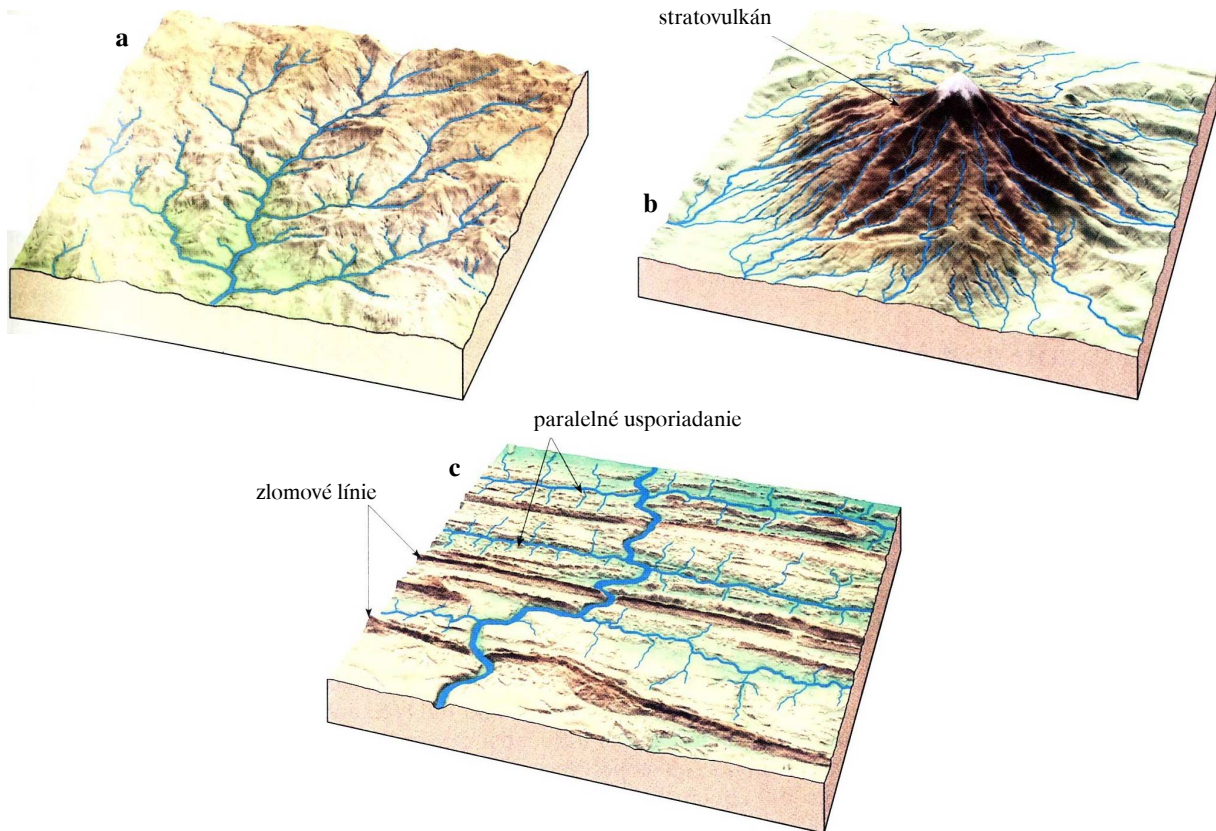 a
stratovulkán
b
paralelné usporiadanie
c
zlomové línie